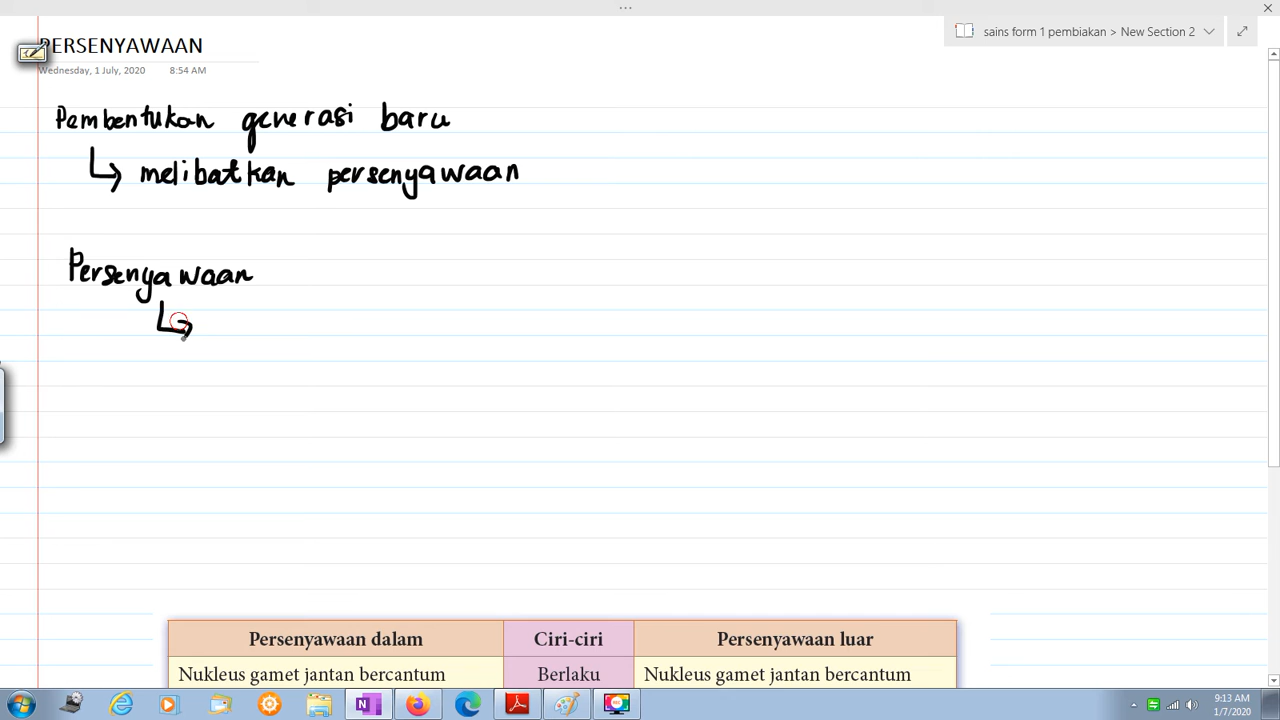 sains form 1 pembiakan > New Section 2
PERSENYAWAAN
Wednesday, 1 July, 2020 8:54 AM
Pembentukan generasi baru
melibatkan persenyawaan
Persenyawaan
Persenyawaan dalam Ciri-ciri Persenyawaan luar
Nukleus gamet jantan bercantum Berlaku Nukleus gamet jantan bercantum
9:13 AM
1/7/2020